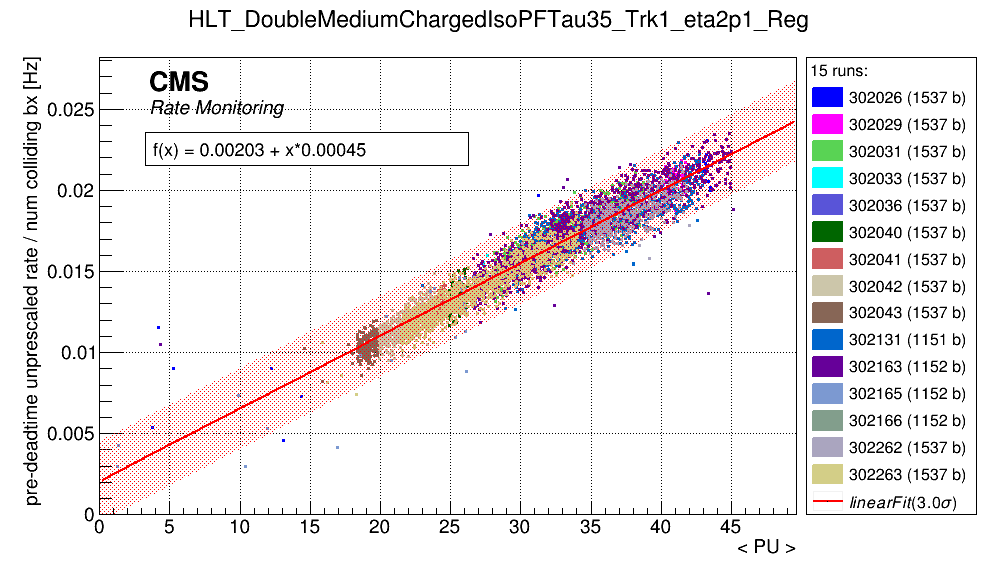 HLT_DoubleMediumChargedIsoPFTau35_Trk1_eta2p1_Reg
pre-deadtime unprescaled rate / num colliding bx [Hz]
CMS
Rate Monitoring
f(x) = 0.00203 + x*0.00045
0.025
0.02
0.015
0.01
0.005
0
0 5 10 15 20 25 30 35 40 45
< PU >
15 runs:
302026 (1537 b)
302029 (1537 b)
302031 (1537 b)
302033 (1537 b)
302036 (1537 b)
302040 (1537 b)
302041 (1537 b)
302042 (1537 b)
302043 (1537 b)
302131 (1151 b)
302163 (1152 b)
302165 (1152 b)
302166 (1152 b)
302262 (1537 b)
302263 (1537 b)
linearFit(3.0σ)